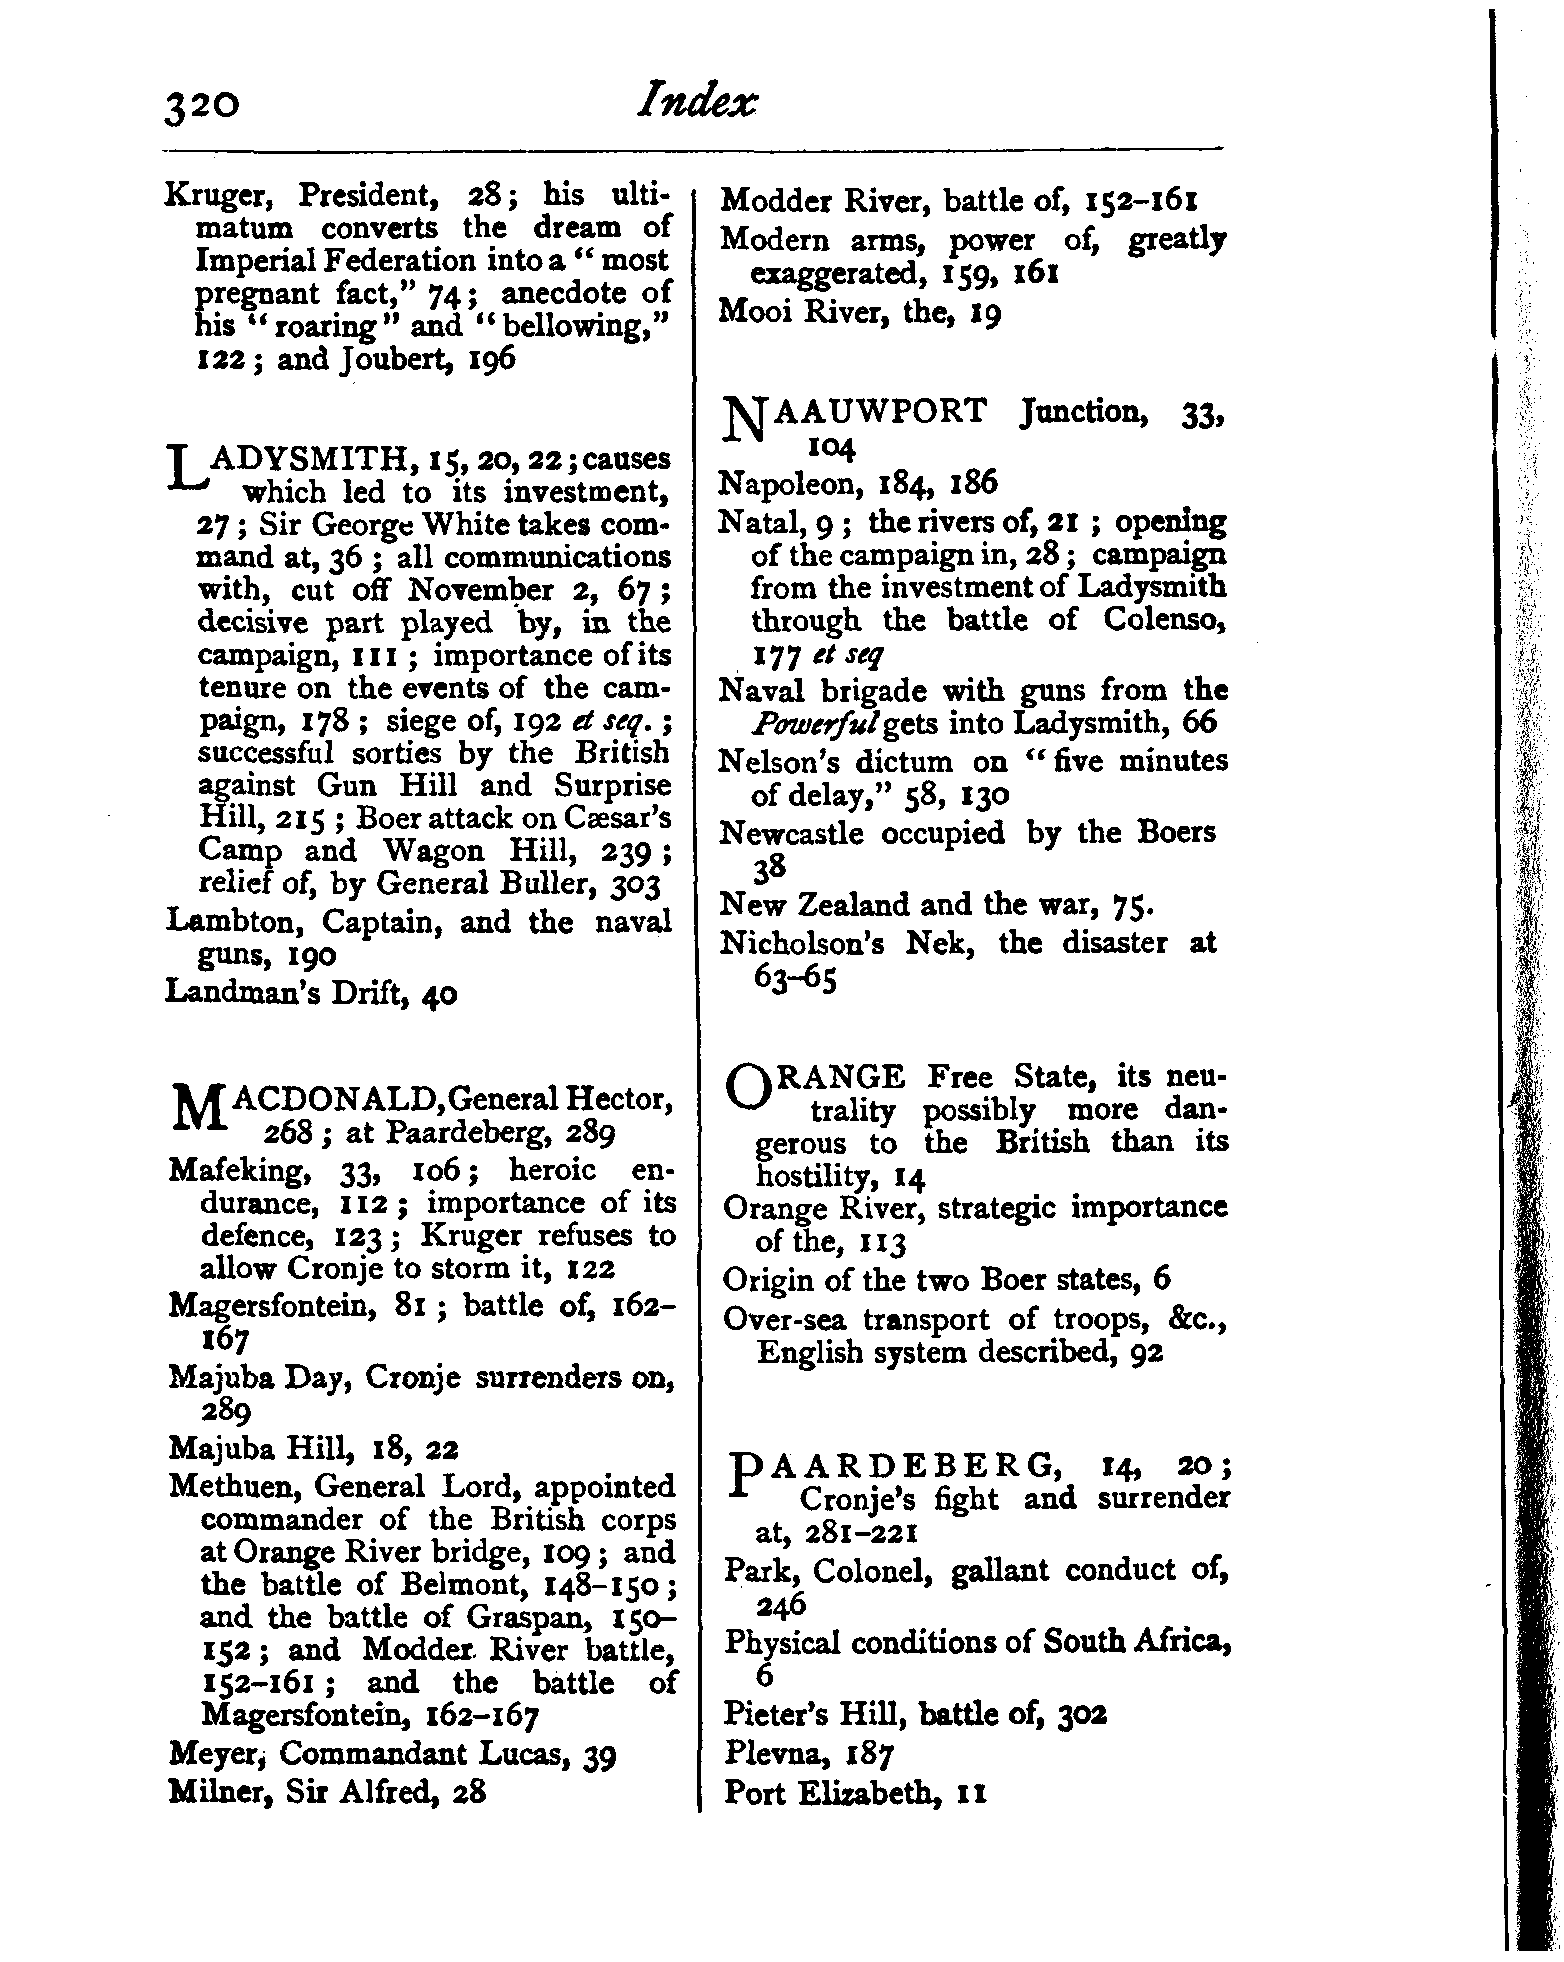 320 Index
Kruger, President, 28; his ulti-
matum converts the dream of
Imperial Federation into a "most
pregnant fact," 74; anecdote of
his "roaring" and "bellowing,"
122; and Joubert, 196
LADYSMITH, 15, 20, 22; causes
which led to its investment,
27; Sir George White takes com-
mand at, 36; all communications
with, cut off November 2, 67;
decisive part played by, in the
campaign, 111; importance of its
tenure on the events of the cam-
paign, 178; siege of, 192 et seq.;
successful sorties by the British
against Gun Hill and Surprise
Hill, 215; Boer attack on Cæsar's
Camp and Wagon Hill, 239;
relief of, by General Buller, 303
Lambton, Captain, and the naval
guns, 190
Landman's Drift, 40
MACDONALD, General Hector,
268; at Paardeberg, 289
Mafeking, 33, 106; heroic en-
durance, 112; importance of its
defence, 123; Kruger refuses to
allow Cronje to storm it, 122
Magersfontein, 81; battle of, 162-
167
Majuba Day, Cronje surrenders on,
289
Majuba Hill, 18, 22
Methuen, General Lord, appointed
commander of the British corps
at Orange River bridge, 109; and
the battle of Belmont, 148-150;
and the battle of Graspan, 150-
152; and Modder River battle,
152-161; and the battle of
Magersfontein, 162-167
Meyer, Commandant Lucas, 39
Milner, Sir Alfred, 28
Modder River, battle of, 152-161
Modern arms, power of, greatly
exaggerated, 159, 161
Mooi River, the, 19
NAAUWPORT Junction, 33,
104
Napoleon, 184, 186
Natal, 9; the rivers of, 21; opening
of the campaign in, 28; campaign
from the investment of Ladysmith
through the battle of Colenso,
177 et seq
Naval brigade with guns from the
Powerful gets into Ladysmith, 66
Nelson's dictum on "five minutes
of delay," 58, 130
Newcastle occupied by the Boers
38
New Zealand and the war, 75.
Nicholson's Nek, the disaster at
63-65
ORANGE Free State, its neu-
trality possibly more dan-
gerous to the British than its
hostility, 14
Orange River, strategic importance
of the, 113
Origin of the two Boer states, 6
Over-sea transport of troops, &c.,
English system described, 92
PAARDEBERG, 14, 20;
Cronje's fight and surrender
at, 281-221
Park, Colonel, gallant conduct of,
246
Physical conditions of South Africa,
6
Pieter's Hill, battle of, 302
Plevna, 187
Port Elizabeth, 11